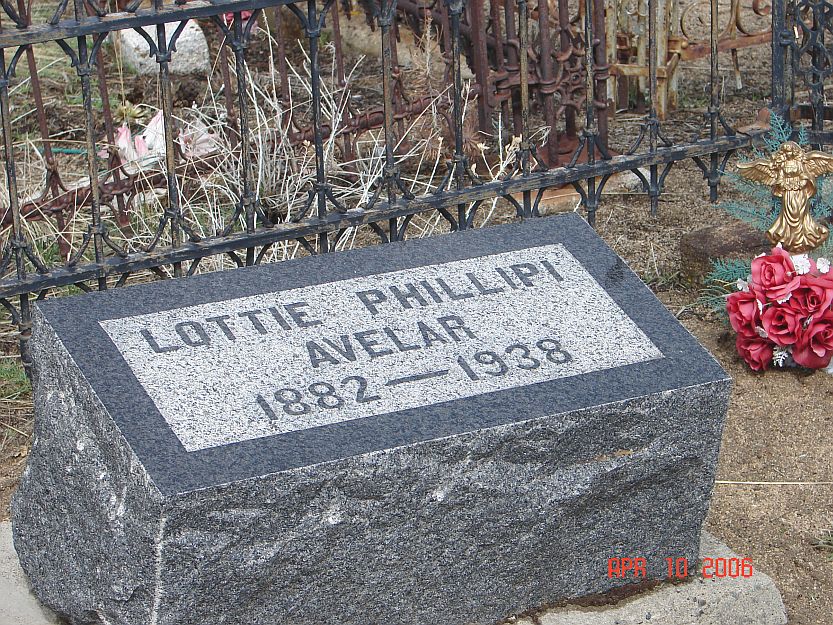 LOTTIE PHILLIPI
AVELAR
1882 — 1938
APR 10 2006